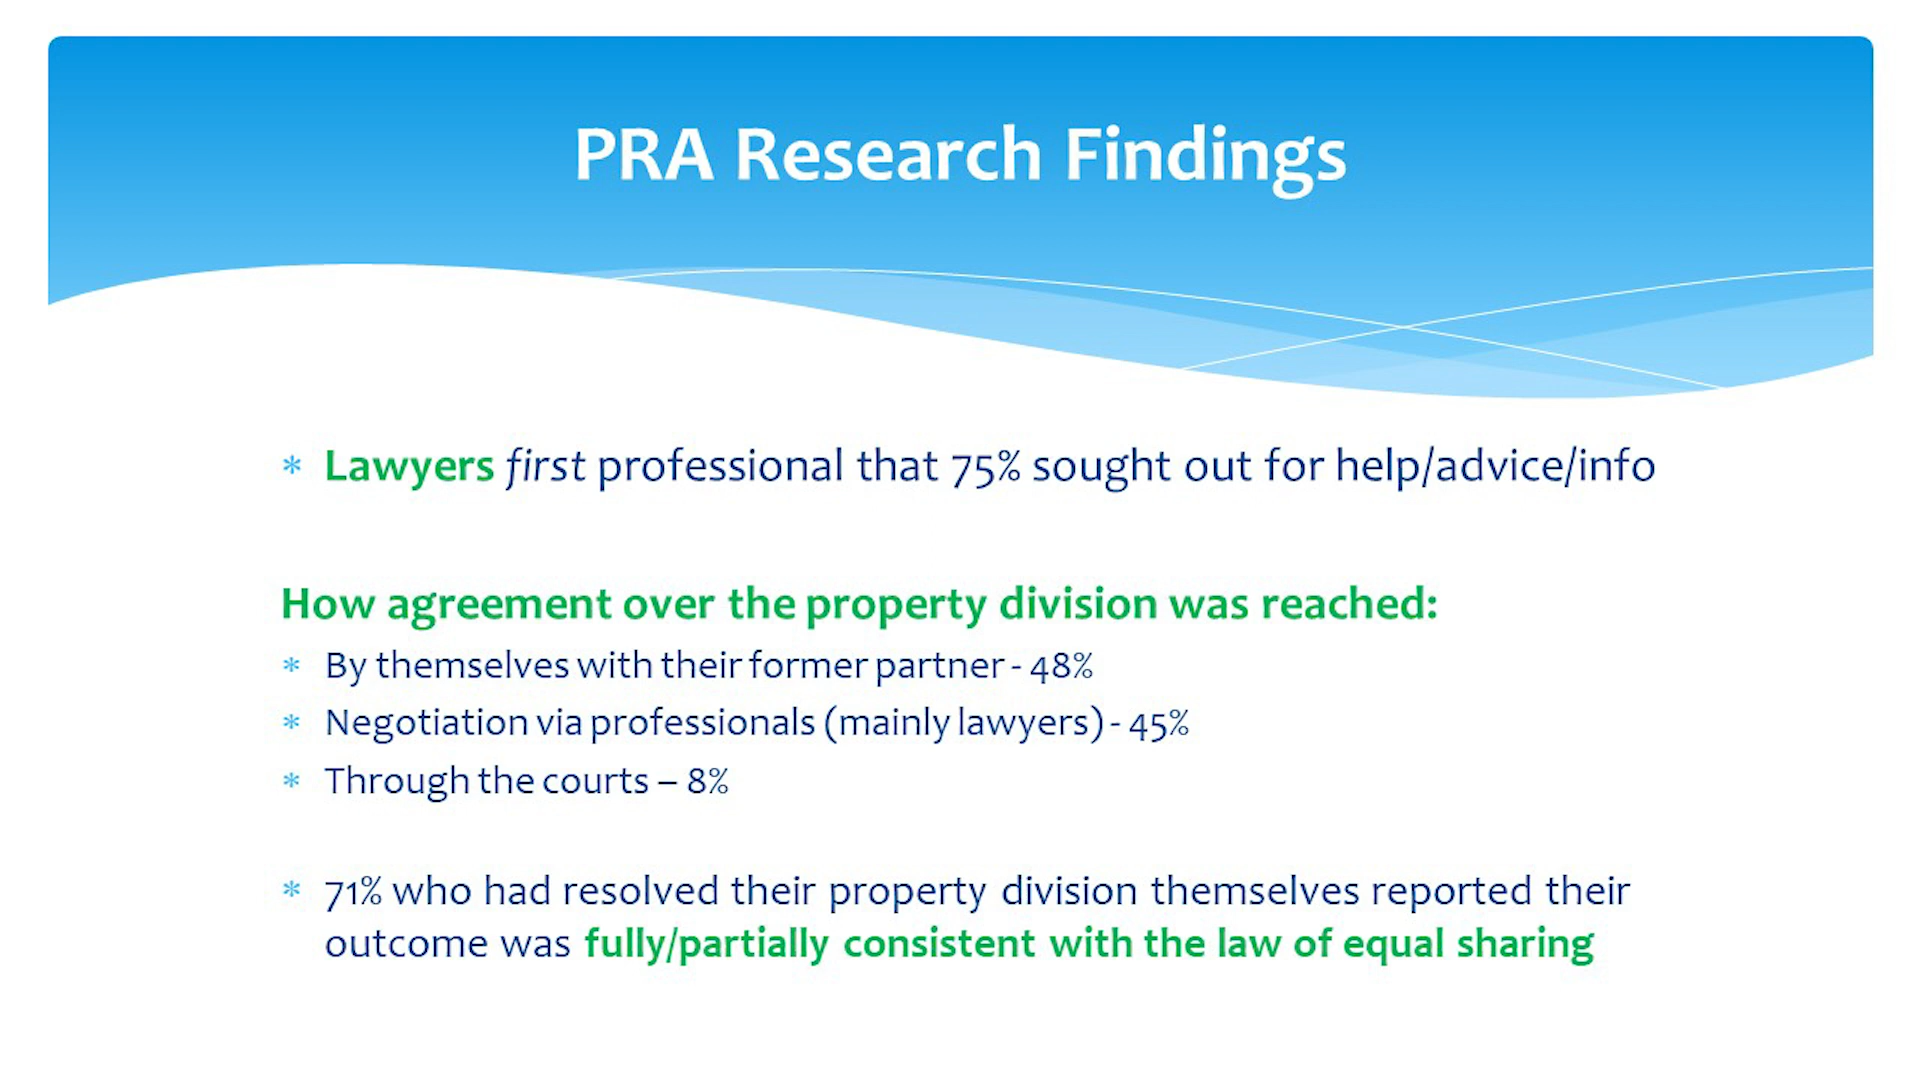 PRA Research Findings
* Lawyers first professional that 75% sought out for help/advice/info
How agreement over the property division was reached:
* By themselves with their former partner - 48%
* Negotiation via professionals (mainly lawyers) - 45%
* Through the courts – 8%
* 71% who had resolved their property division themselves reported their
outcome was fully/partially consistent with the law of equal sharing